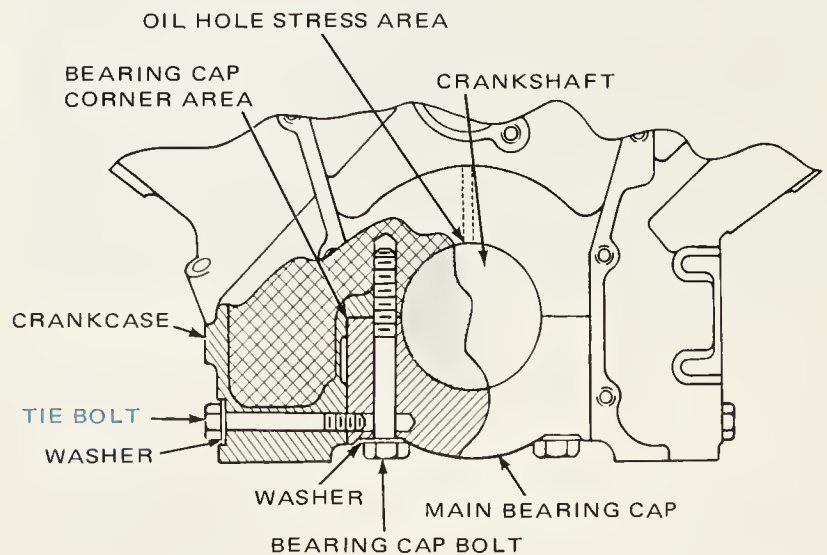 OIL HOLE STRESS AREA
BEARING CAP
CORNER AREA
CRANKSHAFT
CRANKCASE
TIE BOLT
WASHER
WASHER
MAIN BEARING CAP
BEARING CAP BOLT